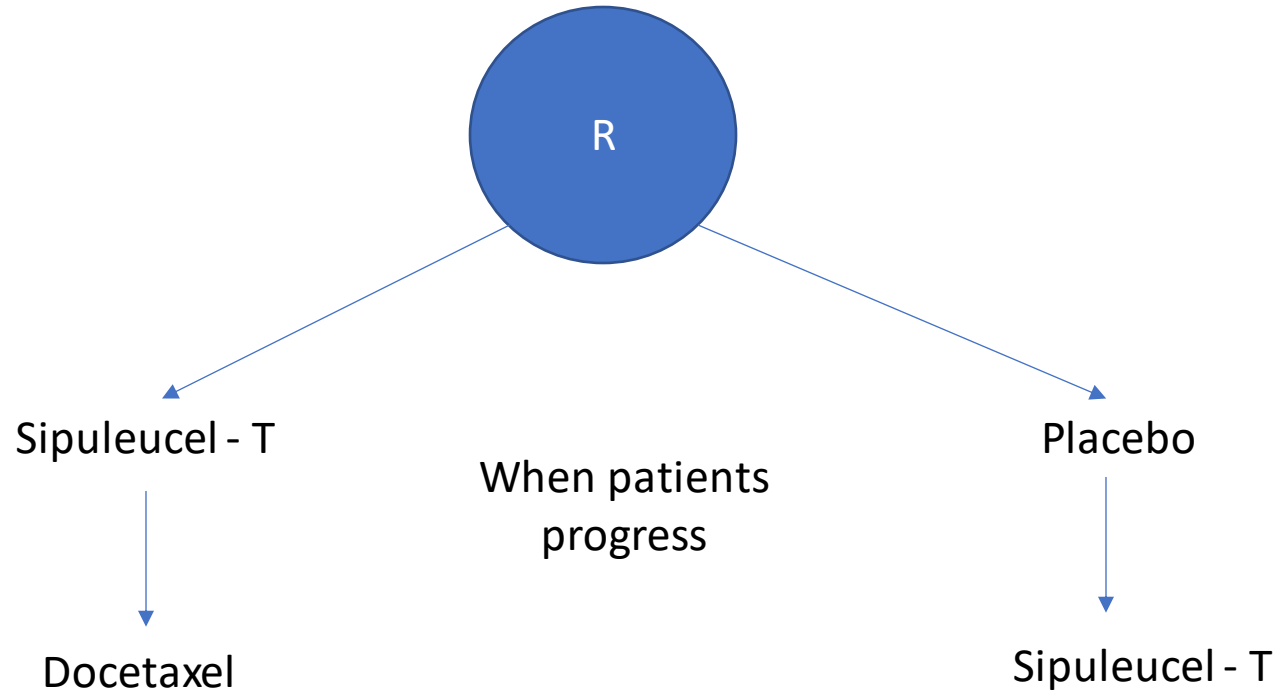 R
Sipuleucel - T
Placebo
When patients
progress
Docetaxel
Sipuleucel - T